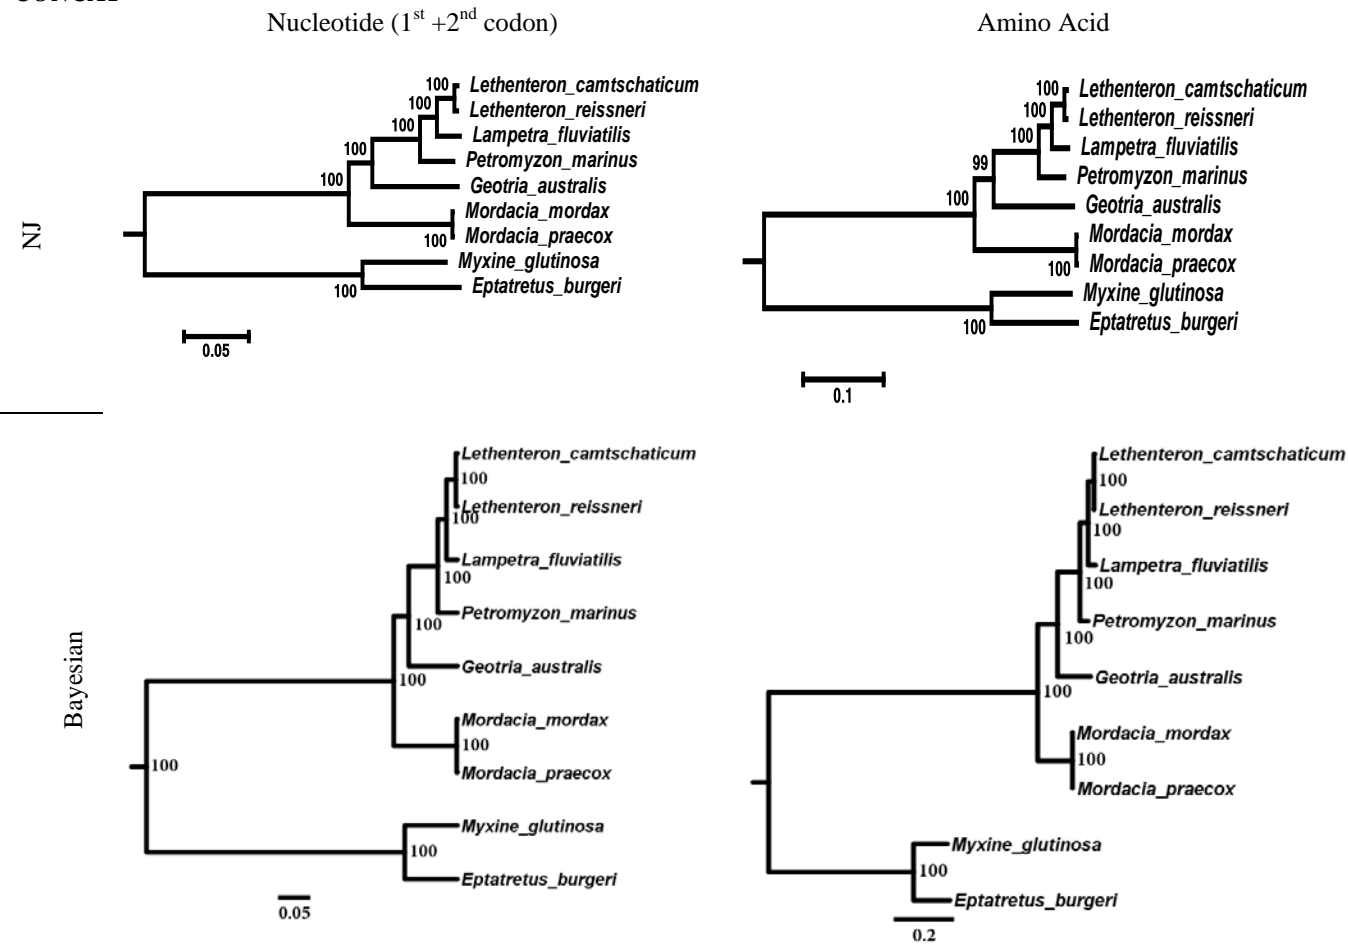 Nucleotide (1st +2nd codon)
Amino Acid
NJ
100
Lethenteron_camtschaticum
100
Lethenteron_reissneri
100
Lampetra_fluviatilis
100
Petromyzon_marinus
100
Geotria_australis
Mordacia_mordax
100
Mordacia_praecox
Myxine_glutinosa
100
Eptatretus_burgeri
0.05
100
Lethenteron_camtschaticum
100
Lethenteron_reissneri
100
Lampetra_fluviatilis
99
Petromyzon_marinus
100
Geotria_australis
Mordacia_mordax
100
Mordacia_praecox
Myxine_glutinosa
100
Eptatretus_burgeri
0.1
Bayesian
Lethenteron_camtschaticum
100
Lethenteron_reissneri
100
Lampetra_fluviatilis
100
Petromyzon_marinus
100
Geotria_australis
100
Mordacia_mordax
100
Mordacia_praecox
100
Myxine_glutinosa
100
Eptatretus_burgeri
0.05
Lethenteron_camtschaticum
100
Lethenteron_reissneri
100
Lampetra_fluviatilis
100
Petromyzon_marinus
100
Geotria_australis
100
Mordacia_mordax
100
Mordacia_praecox
Myxine_glutinosa
100
Eptatretus_burgeri
0.2